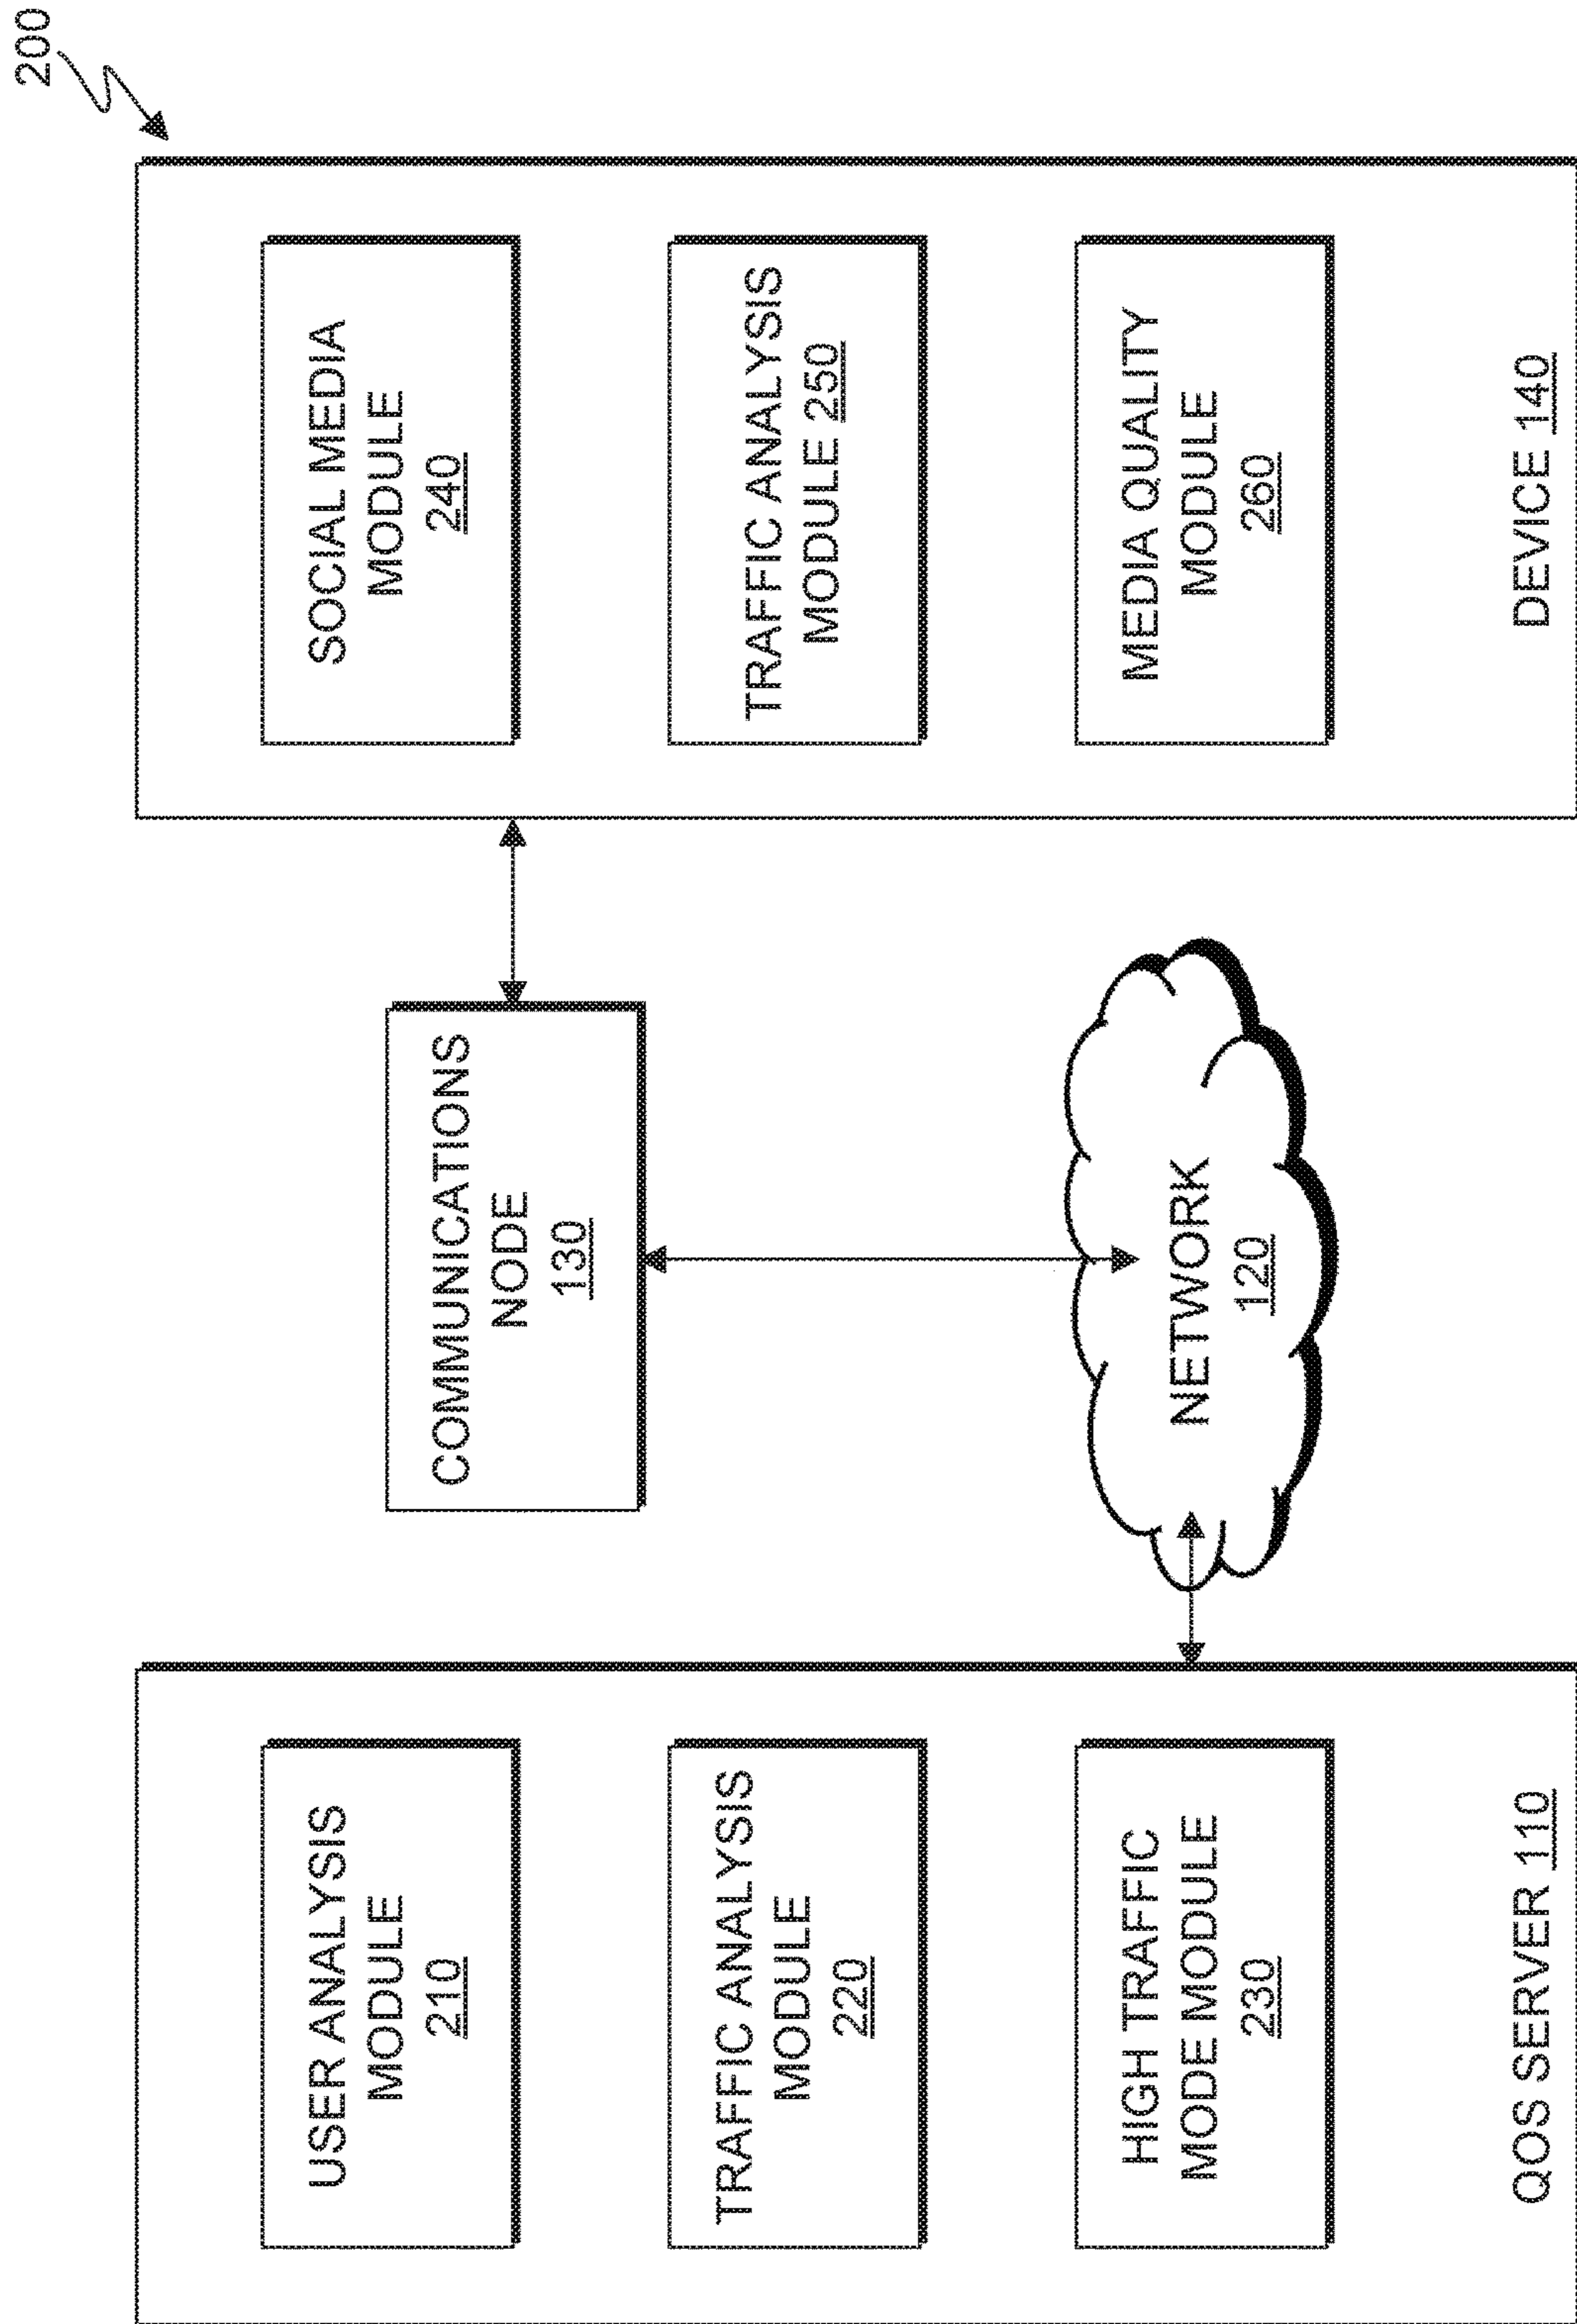 200
USER ANALYSIS
MODULE
210
TRAFFIC ANALYSIS
MODULE
220
HIGH TRAFFIC
MODE MODULE
230
QOS SERVER 110
COMMUNICATIONS
NODE
130
NETWORK
120
SOCIAL MEDIA
MODULE
240
TRAFFIC ANALYSIS
MODULE 250
MEDIA QUALITY
MODULE
260
DEVICE 140